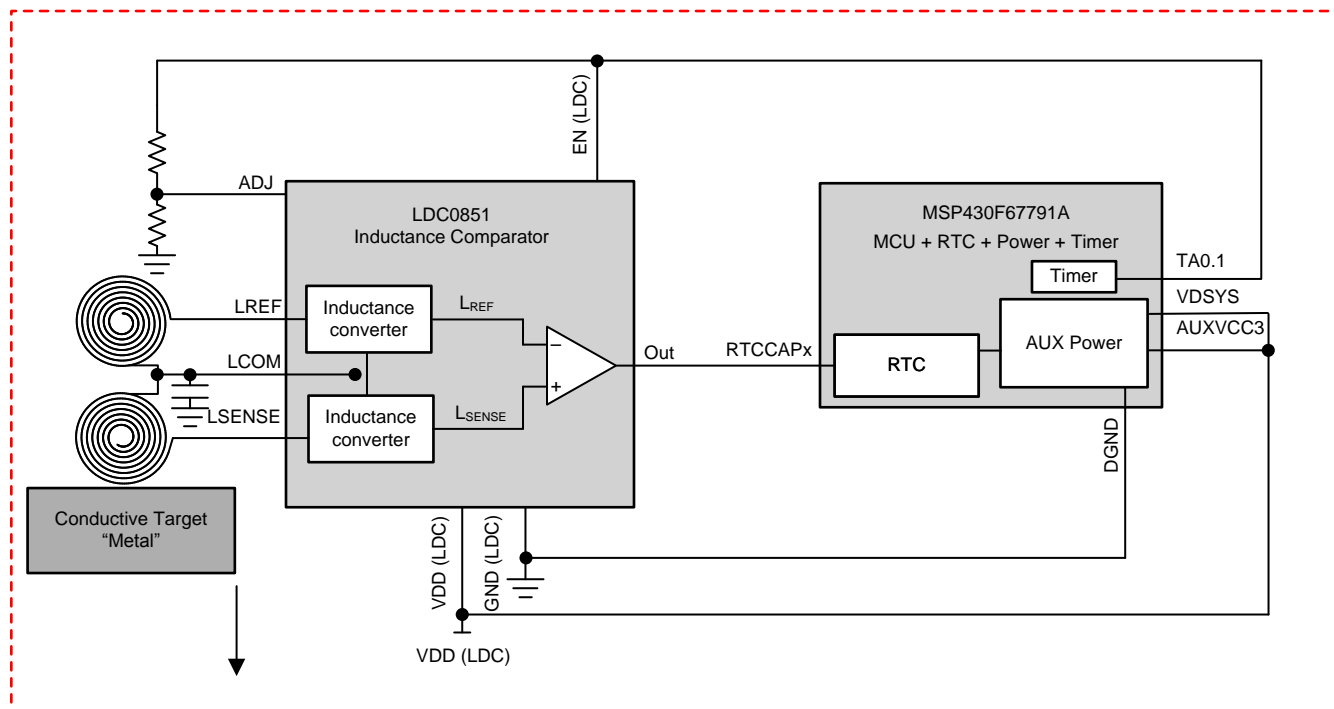 EN (LDC)
ADJ
LDC0851
Inductance Comparator
MSP430F67791A
MCU + RTC + Power + Timer
Timer
TA0.1
VDSYS
AUXVCC3
LREF
Inductance
converter
LREF
−
LCOM
Out
RTCCAPx
RTC
AUX Power
+
LSENSE
Inductance
converter
LSENSE
DGND
Conductive Target
“Metal”
VDD (LDC)
GND (LDC)
VDD (LDC)